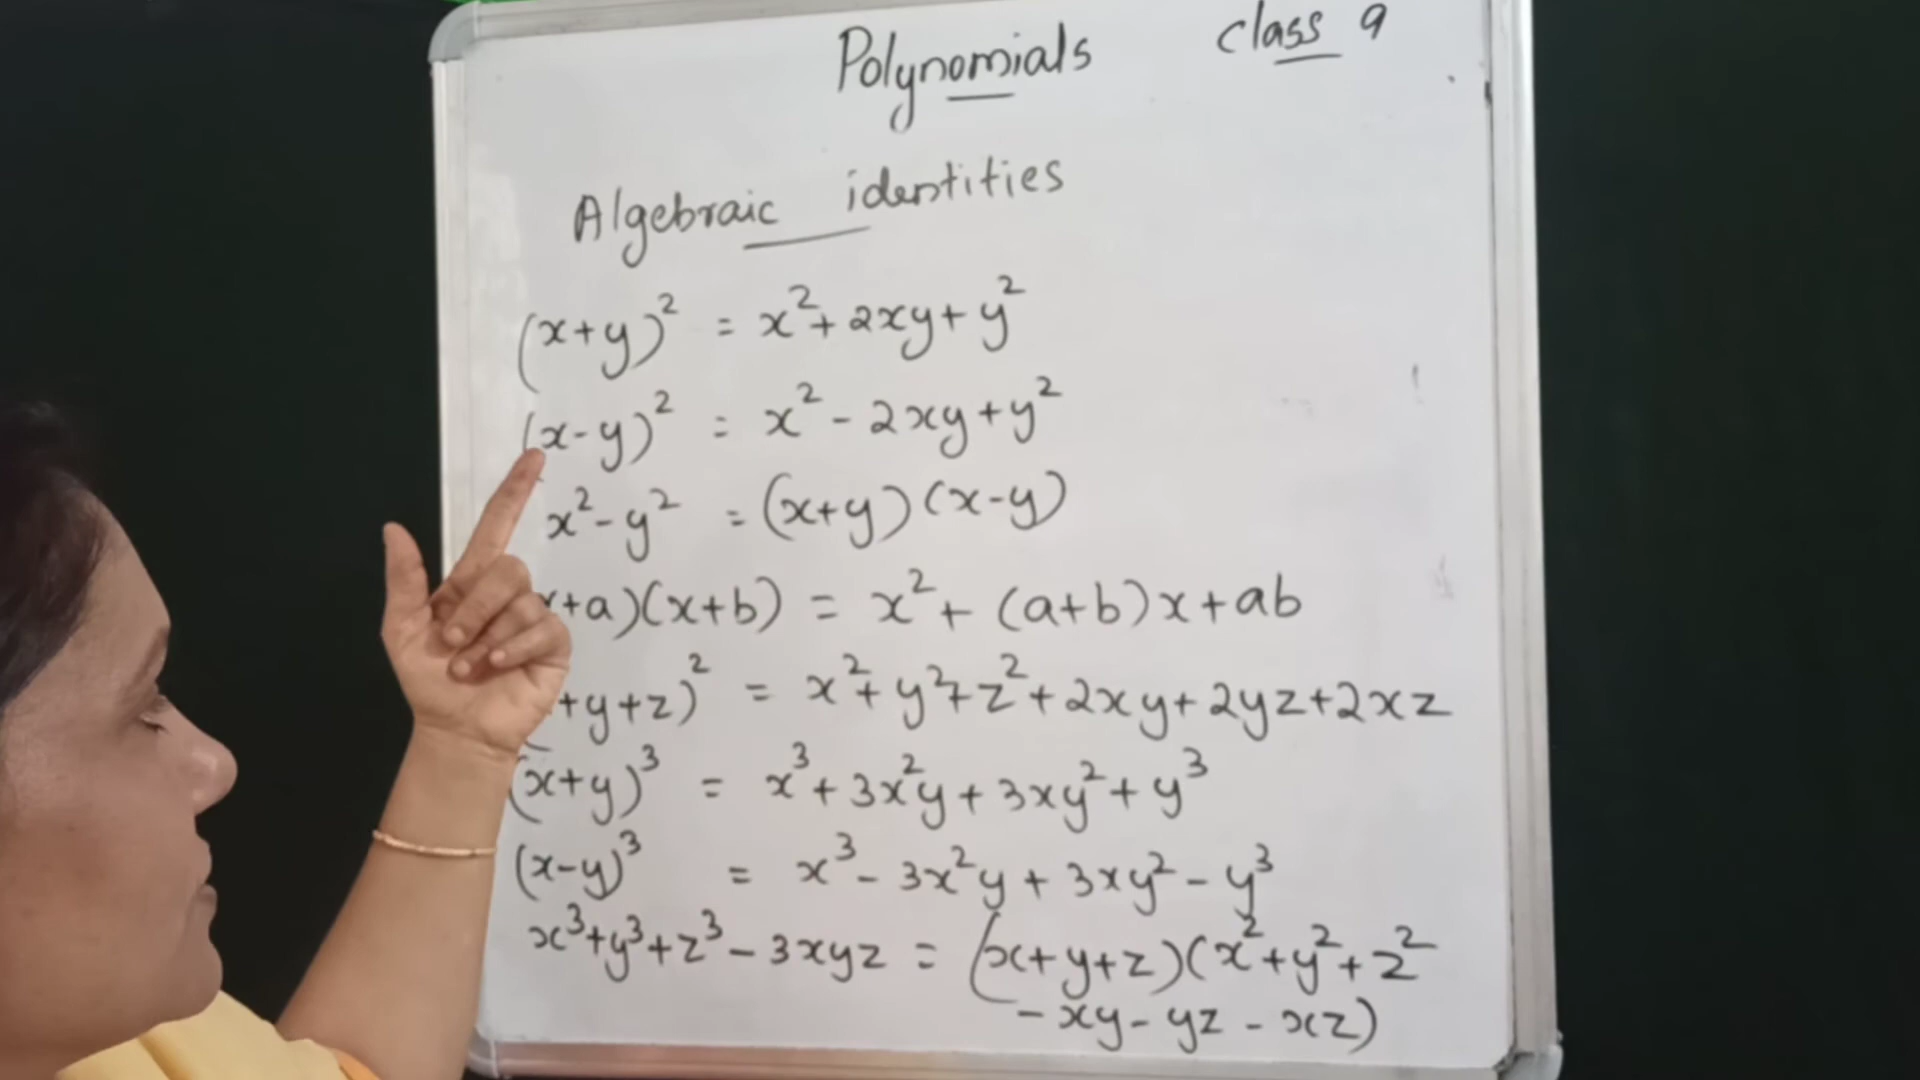 Polynomials class 9
Algebraic identities
(x+y)² = x²+2xy+y²
(x-y)² = x²-2xy+y²
x²-y² = (x+y)(x-y)
+a)(x+b) = x²+(a+b)x+ab
+y+z)² = x²+y²+z²+2xy+2yz+2xz
(x+y)³ = x³+3x²y+3xy²+y³
(x-y)³ = x³-3x²y+3xy²-y³
x³+y³+z³-3xyz = (x+y+z)(x²+y²+z²
-xy-yz-xz)